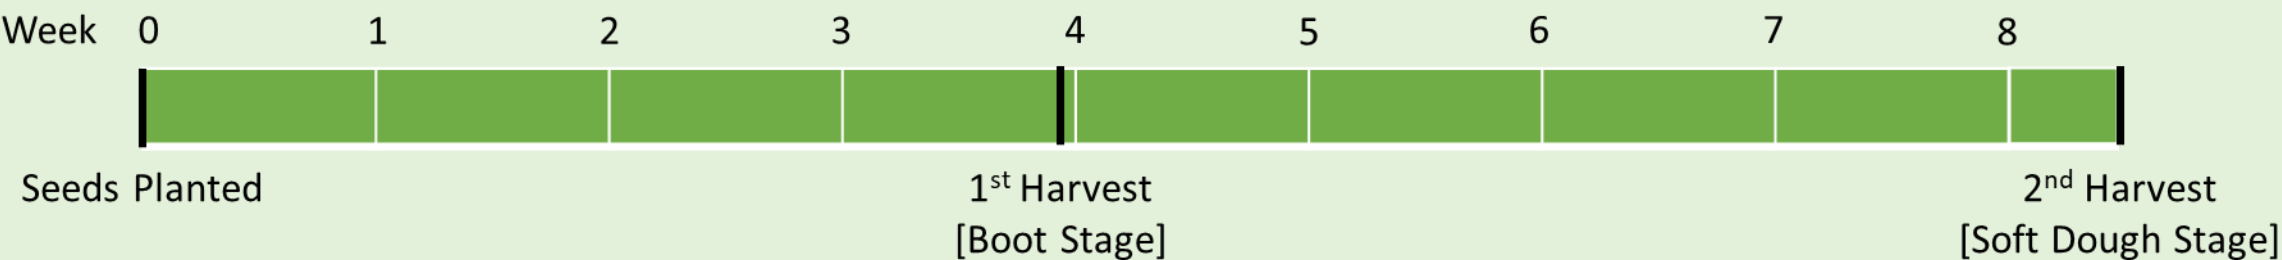 Week 0 1 2 3 4 5 6 7 8
Seeds Planted 1st Harvest 2nd Harvest
[Boot Stage] [Soft Dough Stage]